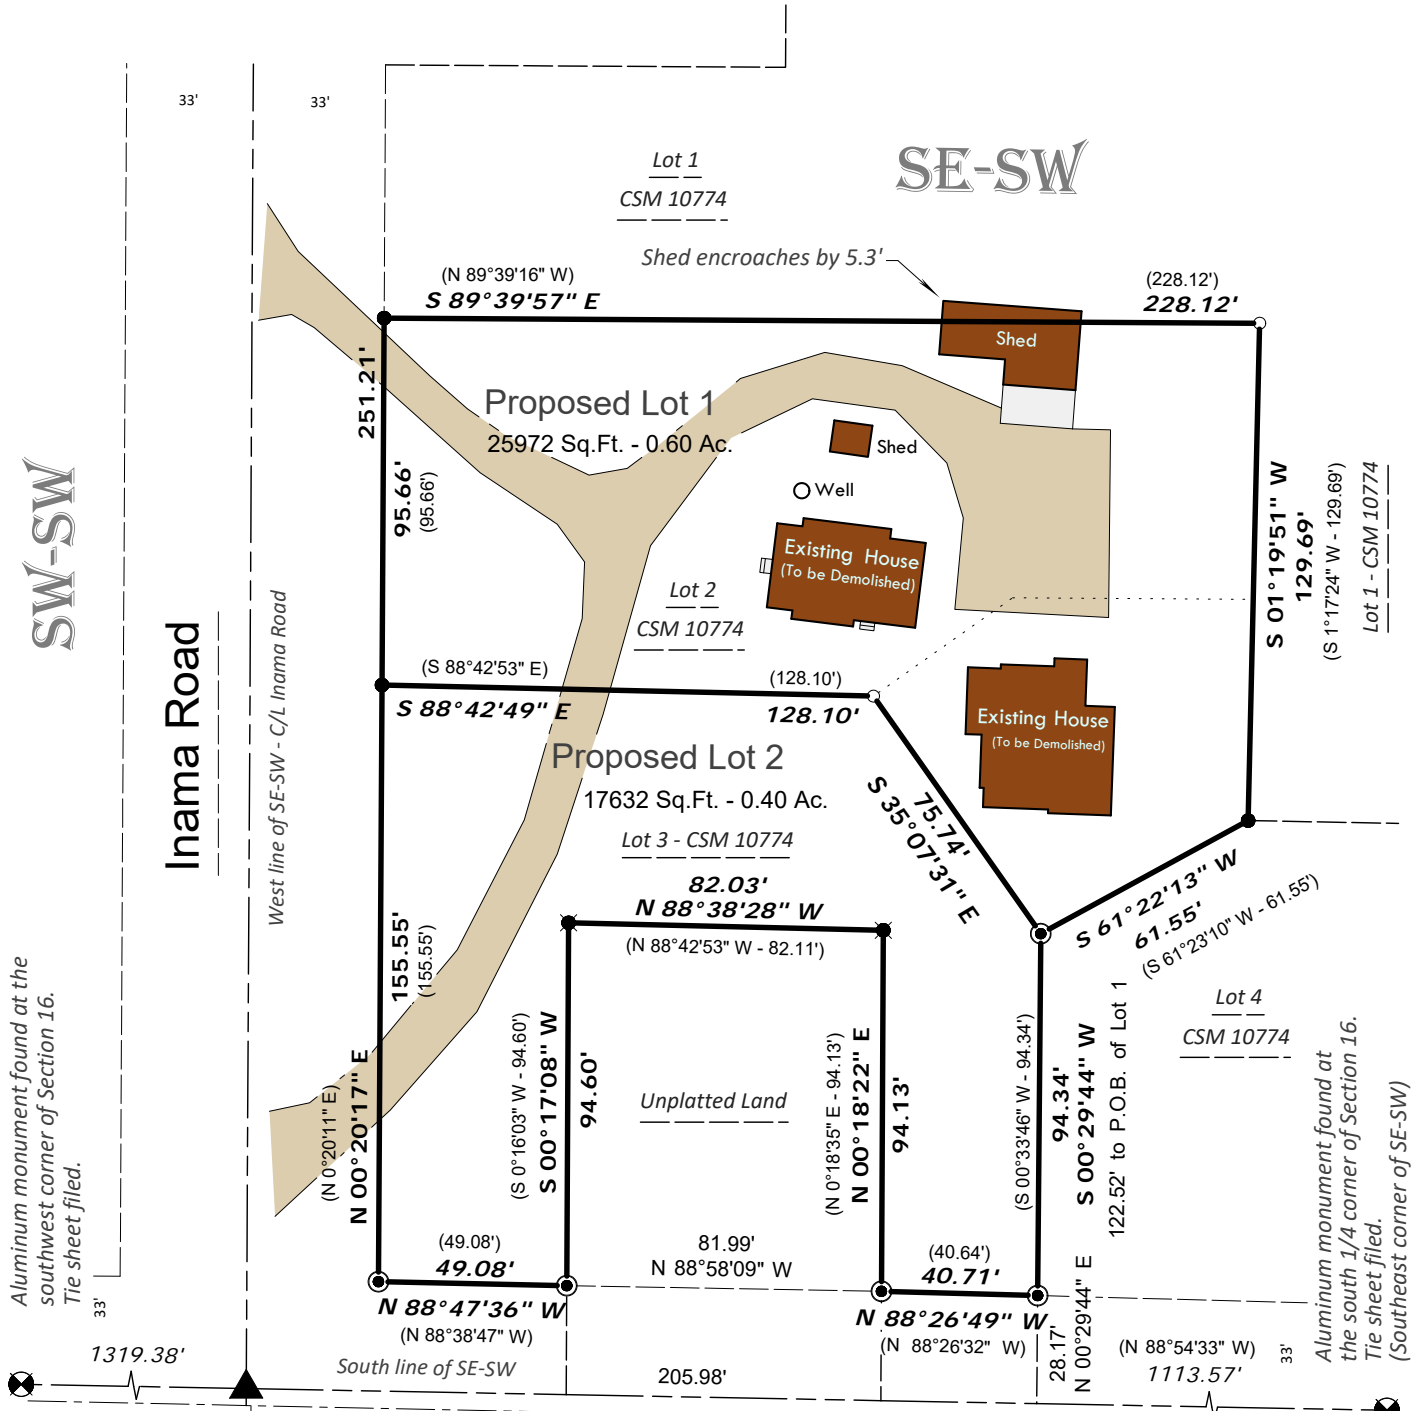 33'
33'
Lot 1
CSM 10774
SE-SW
Shed encroaches by 5.3'
(N 89°39'16" W)
S 89°39'57" E
(228.12')
228.12'
Shed
251.21'
Proposed Lot 1
25972 Sq.Ft. - 0.60 Ac.
Shed
Well
95.66'
(95.66')
Existing House
(To be Demolished)
S 01°19'51" W
129.69'
(S 1°17'24" W - 129.69')
Lot 1 - CSM 10774
SW-SW
Inama Road
West line of SE-SW - C/L Inama Road
Lot 2
CSM 10774
(S 88°42'53" E)
S 88°42'49" E
(128.10')
128.10'
Existing House
(To be Demolished)
Proposed Lot 2
17632 Sq.Ft. - 0.40 Ac.
Lot 3 - CSM 10774
75.74'
S 35°07'31" E
82.03'
N 88°38'28" W
(N 88°42'53" W - 82.11')
S 61°22'13" W
61.55'
(S 61°23'10" W - 61.55')
155.55'
(155.55')
N 00°20'17" E
(N 0°20'11" E)
Aluminum monument found at the
southwest corner of Section 16.
Tie sheet filed.
(S 0°16'03" W - 94.60')
S 00°17'08" W
94.60'
Unplatted Land
(N 0°18'35" E - 94.13')
N 00°18'22" E
94.13'
(S 00°33'46" W - 94.34')
94.34'
S 00°29'44" W
122.52' to P.O.B. of Lot 1
Lot 4
CSM 10774
Aluminum monument found at
the south 1/4 corner of Section 16.
Tie sheet filed.
(Southeast corner of SE-SW)
(49.08')
49.08'
N 88°47'36" W
(N 88°38'47" W)
81.99'
N 88°58'09" W
(40.64')
40.71'
N 88°26'49" W
(N 88°26'32" W)
28.17'
N 00°29'44" E
33'
33'
1319.38'
South line of SE-SW
205.98'
(N 88°54'33" W)
1113.57'